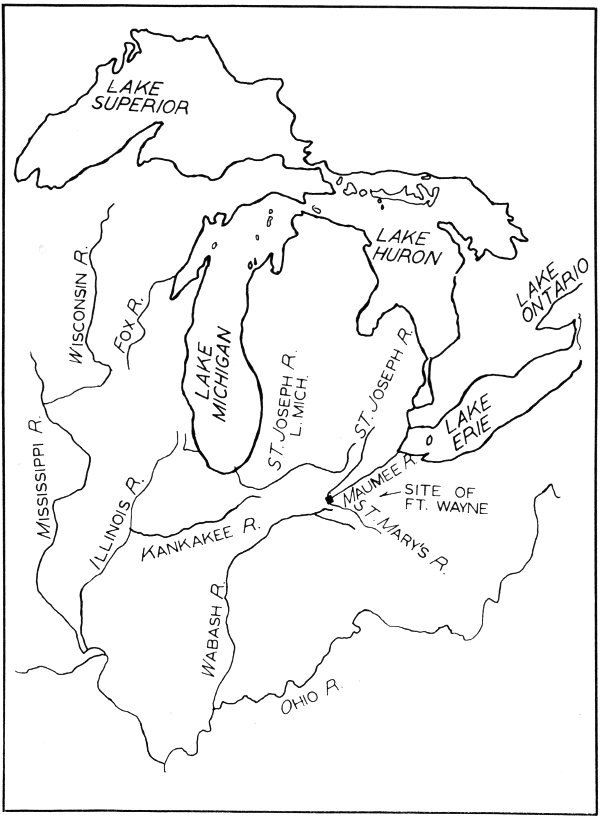 LAKE
SUPERIOR
LAKE
HURON
LAKE
ONTARIO
WISCONSIN R.
FOX R.
LAKE
MICHIGAN
ST. JOSEPH R.
L. MICH.
ST. JOSEPH R.
LAKE
ERIE
MISSISSIPPI R.
ILLINOIS R.
MAUMEE R.
SITE OF
FT. WAYNE
KANKAKEE R.
ST. MARY'S R.
WABASH R.
OHIO R.